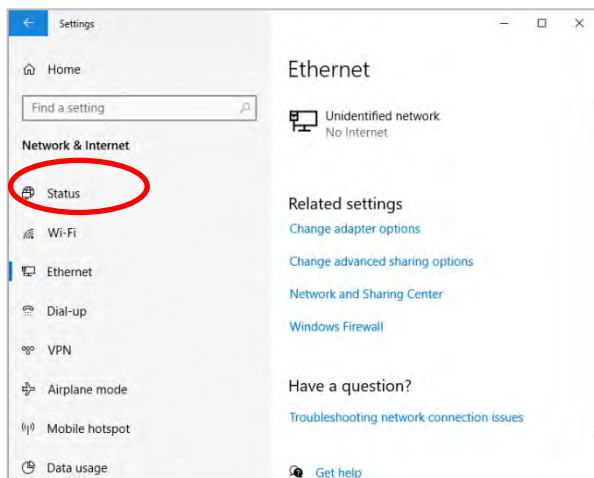 Settings
Home
Find a setting
Network & Internet
Status
Wi-Fi
Ethernet
Dial-up
VPN
Airplane mode
Mobile hotspot
Data usage
Ethernet
Unidentified network
No Internet
Related settings
Change adapter options
Change advanced sharing options
Network and Sharing Center
Windows Firewall
Have a question?
Troubleshooting network connection issues
Get help